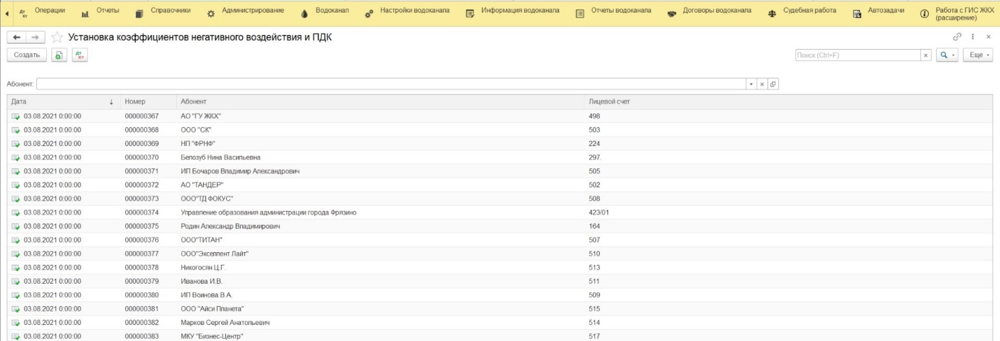 Операции Отчеты Справочники Администрирование Водоканал Настройки водоканала Информация водоканала Отчеты водоканала Договоры водоканала Судебная работа Автозадачи Работа с ГИС ЖКХ
(расширение)
Установка коэффициентов негативного воздействия и ПДК
Создать Поиск (Ctrl+F) Еще
Абонент:
Дата Номер Абонент Лицевой счет
03.08.2021 0:00:00 000000367 АО "ГУ ЖКХ" 498
03.08.2021 0:00:00 000000368 ООО "СК" 503
03.08.2021 0:00:00 000000369 НП "ФРНФ" 224
03.08.2021 0:00:00 000000370 Белозуб Нина Васильевна 297.
03.08.2021 0:00:00 000000371 ИП Бочаров Владимир Александрович 505
03.08.2021 0:00:00 000000372 АО "ТАНДЕР" 502
03.08.2021 0:00:00 000000373 ООО"ТД ФОКУС" 508
03.08.2021 0:00:00 000000374 Управление образования администрации города Фрязино 423/01
03.08.2021 0:00:00 000000375 Родин Александр Владимирович 164
03.08.2021 0:00:00 000000376 ООО"ТИТАН" 507
03.08.2021 0:00:00 000000377 ООО"Экселлент Лайт" 510
03.08.2021 0:00:00 000000378 Никогосян Ц.Г. 513
03.08.2021 0:00:00 000000379 Иванова И.В. 511
03.08.2021 0:00:00 000000380 ИП Воинова В.А. 509
03.08.2021 0:00:00 000000381 ООО "Айси Планета" 515
03.08.2021 0:00:00 000000382 Марков Сергей Анатольевич 514
03.08.2021 0:00:00 000000383 МКУ "Бизнес-Центр" 517